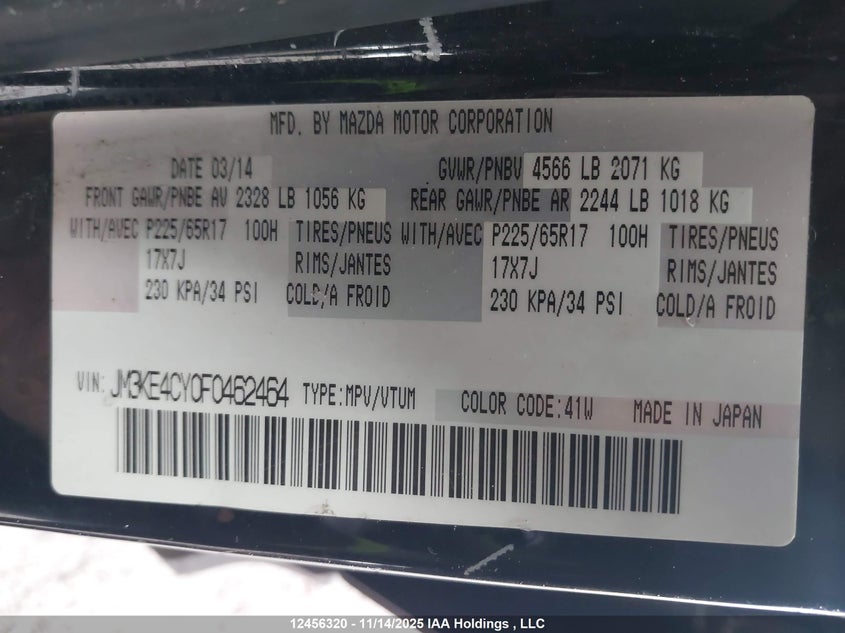 MFD. BY MAZDA MOTOR CORPORATION
DATE 03/14 GVWR/PNBV 4566 LB 2071 KG
FRONT GAWR/PNBE AV 2328 LB 1056 KG REAR GAWR/PNBE AR 2244 LB 1018 KG
WITH/AVEC P225/65R17 100H TIRES/PNEUS WITH/AVEC P225/65R17 100H TIRES/PNEUS
17X7J RIMS/JANTES 17X7J RIMS/JANTES
230 KPA/34 PSI COLD/A FROID 230 KPA/34 PSI COLD/A FROID
VIN: JM3KE4CY0F0462464 TYPE:MPV/VTUM COLOR CODE:41W MADE IN JAPAN
12456320 - 11/14/2025 IAA Holdings , LLC